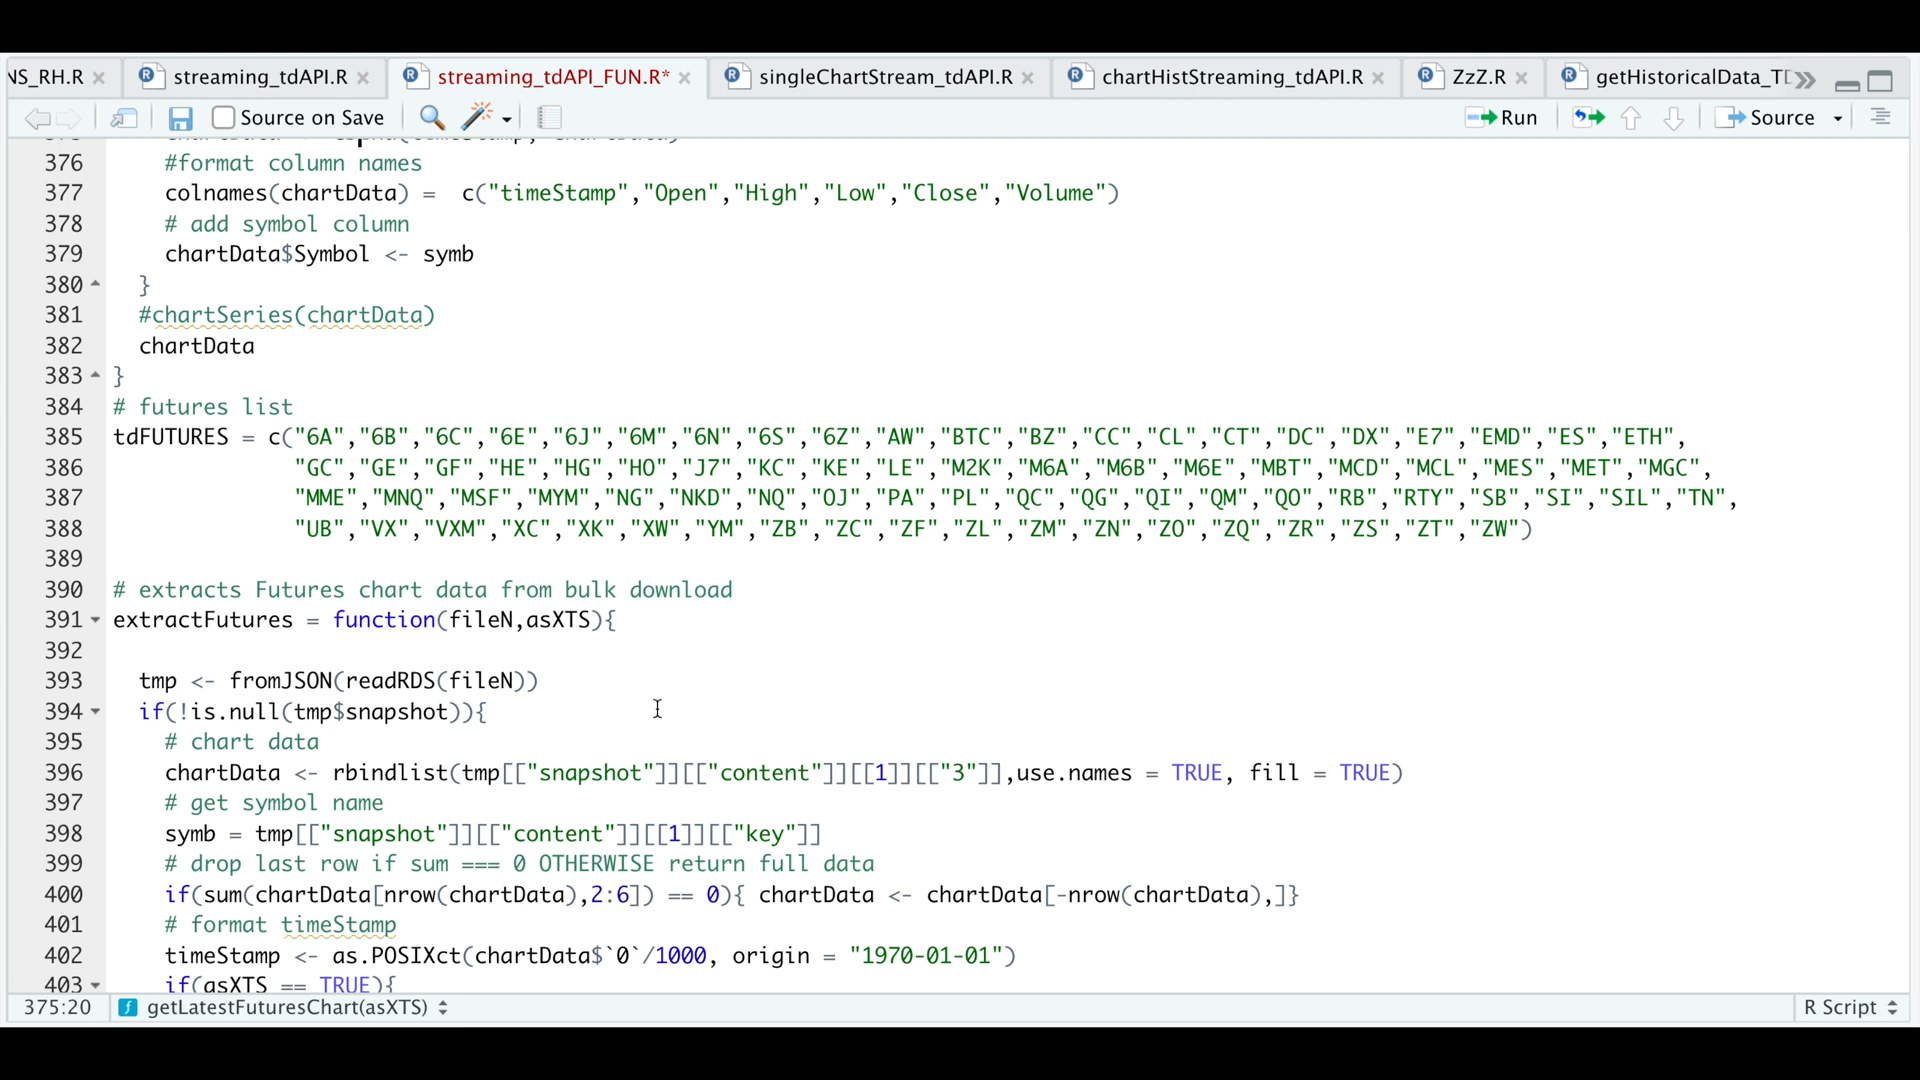 NS_RH.R × streaming_tdAPI.R × streaming_tdAPI_FUN.R* × singleChartStream_tdAPI.R × chartHistStreaming_tdAPI.R × ZzZ.R × getHistoricalData_TD
Source on Save Run Source
376 #format column names
377 colnames(chartData) = c("timeStamp","Open","High","Low","Close","Volume")
378 # add symbol column
379 chartData$Symbol <- symb
380 }
381 #chartSeries(chartData)
382 chartData
383 }
384 # futures list
385 tdFUTURES = c("6A","6B","6C","6E","6J","6M","6N","6S","6Z","AW","BTC","BZ","CC","CL","CT","DC","DX","E7","EMD","ES","ETH",
386 "GC","GE","GF","HE","HG","HO","J7","KC","KE","LE","M2K","M6A","M6B","M6E","MBT","MCD","MCL","MES","MET","MGC",
387 "MME","MNQ","MSF","MYM","NG","NKD","NQ","OJ","PA","PL","QC","QG","QI","QM","QO","RB","RTY","SB","SI","SIL","TN",
388 "UB","VX","VXM","XC","XK","XW","YM","ZB","ZC","ZF","ZL","ZM","ZN","ZO","ZQ","ZR","ZS","ZT","ZW")
389
390 # extracts Futures chart data from bulk download
391 extractFutures = function(fileN,asXTS){
392
393 tmp <- fromJSON(readRDS(fileN))
394 if(!is.null(tmp$snapshot)){
395 # chart data
396 chartData <- rbindlist(tmp[["snapshot"]][["content"]][[1]][["3"]],use.names = TRUE, fill = TRUE)
397 # get symbol name
398 symb = tmp[["snapshot"]][["content"]][[1]][["key"]]
399 # drop last row if sum === 0 OTHERWISE return full data
400 if(sum(chartData[nrow(chartData),2:6]) == 0){ chartData <- chartData[-nrow(chartData),]}
401 # format timeStamp
402 timeStamp <- as.POSIXct(chartData$`0`/1000, origin = "1970-01-01")
403 if(asXTS == TRUE){
375:20 getLatestFuturesChart(asXTS) R Script